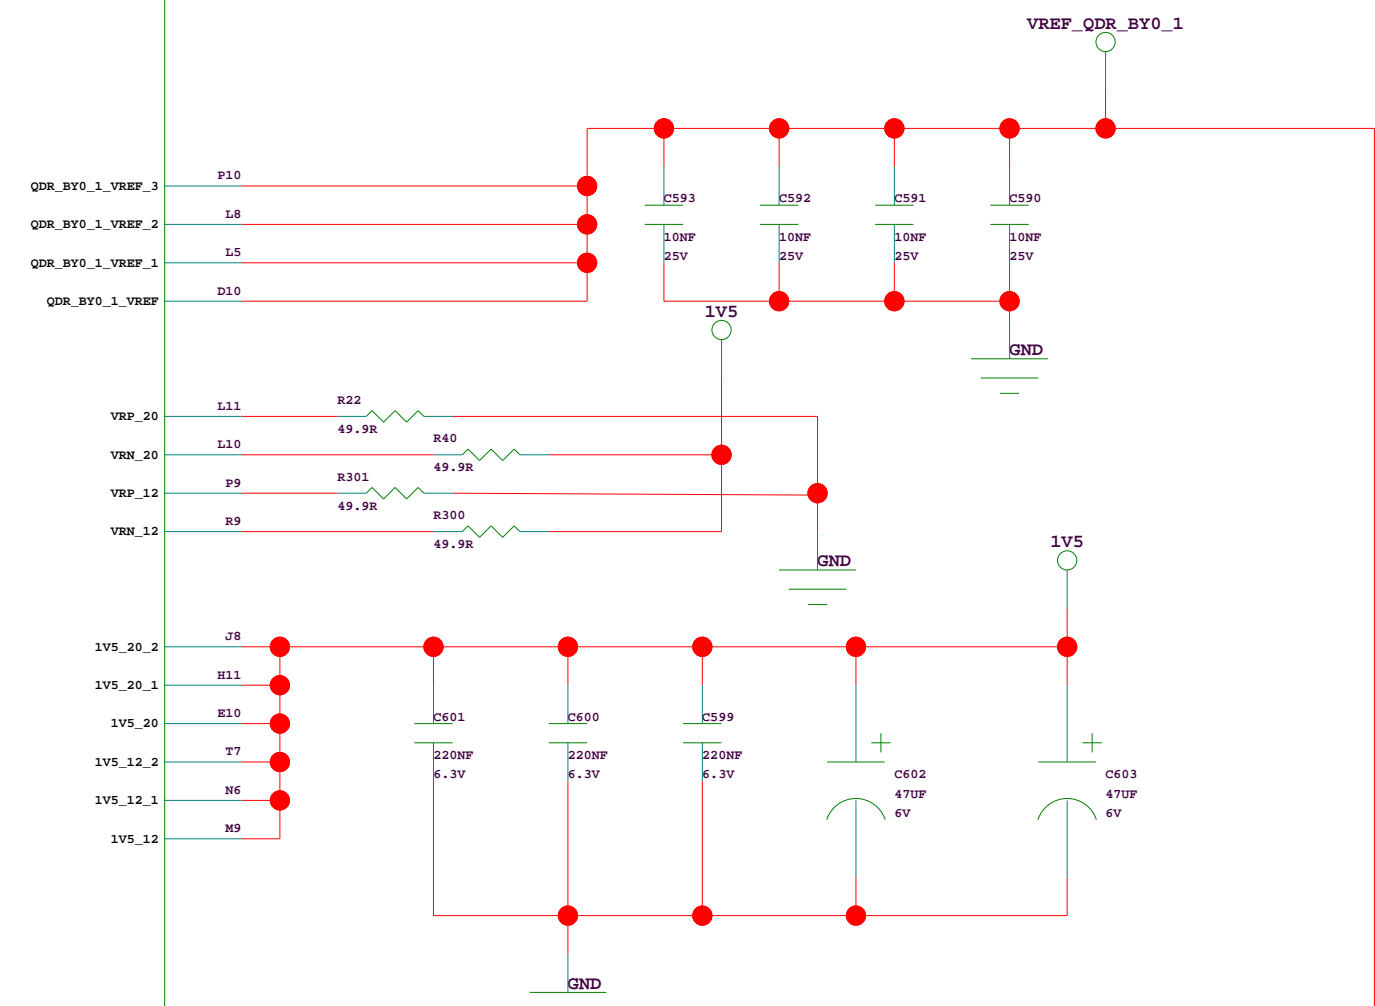 VREF_QDR_BY0_1
QDR_BY0_1_VREF_3 P10
C593 C592 C591 C590
QDR_BY0_1_VREF_2 L8
10NF 10NF 10NF 10NF
25V 25V 25V 25V
QDR_BY0_1_VREF_1 L5
QDR_BY0_1_VREF D10
1V5
GND
VRP_20 L11 R22
49.9R
VRN_20 L10 R40
49.9R
VRP_12 P9 R301
49.9R
VRN_12 R9 R300
49.9R
1V5
GND
1V5_20_2 J8
1V5_20_1 H11
1V5_20 E10
C601 C600 C599
220NF 220NF 220NF
6.3V 6.3V 6.3V
1V5_12_2 T7
+ +
C602 C603
47UF 47UF
6V 6V
1V5_12_1 N6
1V5_12 M9
GND